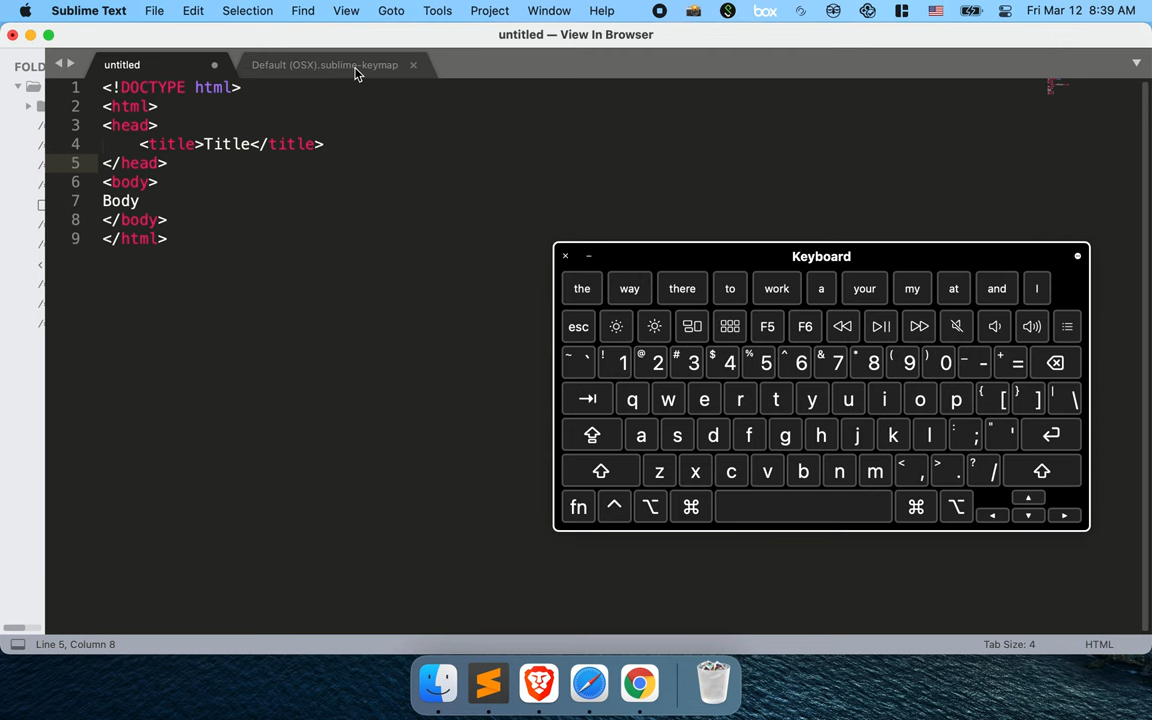 Sublime Text File Edit Selection Find View Goto Tools Project Window Help box Fri Mar 12 8:39 AM
untitled — View In Browser
FOLD
untitled Default (OSX).sublime-keymap
1 <!DOCTYPE html>
2 <html>
3 <head>
4 <title>Title</title>
5 </head>
6 <body>
7 Body
8 </body>
9 </html>
Keyboard
the way there to work a your my at and I
esc F5 F6
~ ` ! 1 @ 2 # 3 $ 4 % 5 ^ 6 & 7 * 8 ( 9 ) 0 _ - + =
q w e r t y u i o p { [ } ] | \
a s d f g h j k l : ; " '
z x c v b n m < , > . ? /
fn ^ ⌥ ⌘ ⌘ ⌥
Line 5, Column 8 Tab Size: 4 HTML